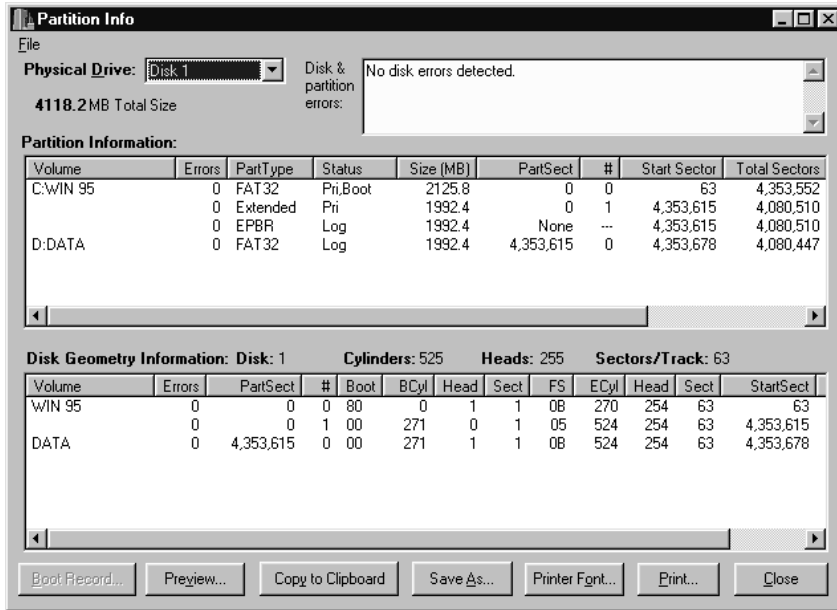 Partition Info
File
Physical Drive: Disk 1
4118.2 MB Total Size
Disk & partition errors:
No disk errors detected.
Partition Information:
Volume Errors PartType Status Size (MB) PartSect # Start Sector Total Sectors
C:WIN 95 0 FAT32 Pri,Boot 2125.8 0 0 63 4,353,552
0 Extended Pri 1992.4 0 1 4,353,615 4,080,510
0 EPBR Log 1992.4 None --- 4,353,615 4,080,510
D:DATA 0 FAT32 Log 1992.4 4,353,615 0 4,353,678 4,080,447
Disk Geometry Information: Disk: 1 Cylinders: 525 Heads: 255 Sectors/Track: 63
Volume Errors PartSect # Boot BCyl Head Sect FS ECyl Head Sect StartSect
WIN 95 0 0 0 80 0 1 1 0B 270 254 63 63
0 0 1 00 271 0 1 05 524 254 63 4,353,615
DATA 0 4,353,615 0 00 271 1 1 0B 524 254 63 4,353,678
Boot Record... Preview... Copy to Clipboard Save As... Printer Font... Print... Close